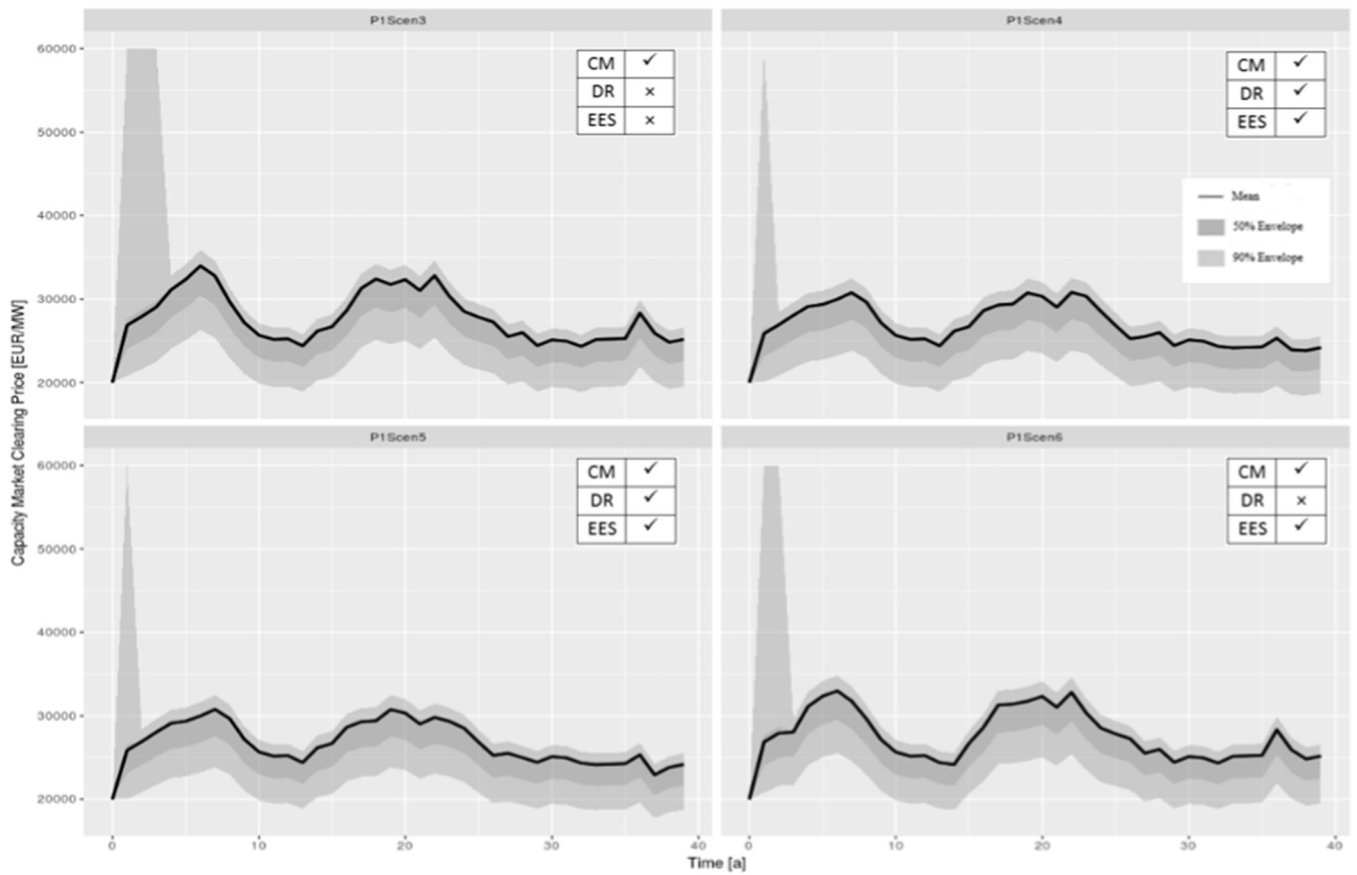 Capacity Market Clearing Price [EUR/MW]
P1Scen3
60000
50000
40000
30000
20000
CM ✓
DR ×
EES ×
P1Scen4
CM ✓
DR ✓
EES ✓
Mean
50% Envelope
90% Envelope
P1Scen5
60000
50000
40000
30000
20000
CM ✓
DR ✓
EES ✓
0 10 20 30 40
P1Scen6
CM ✓
DR ×
EES ✓
0 10 20 30 40
Time [a]